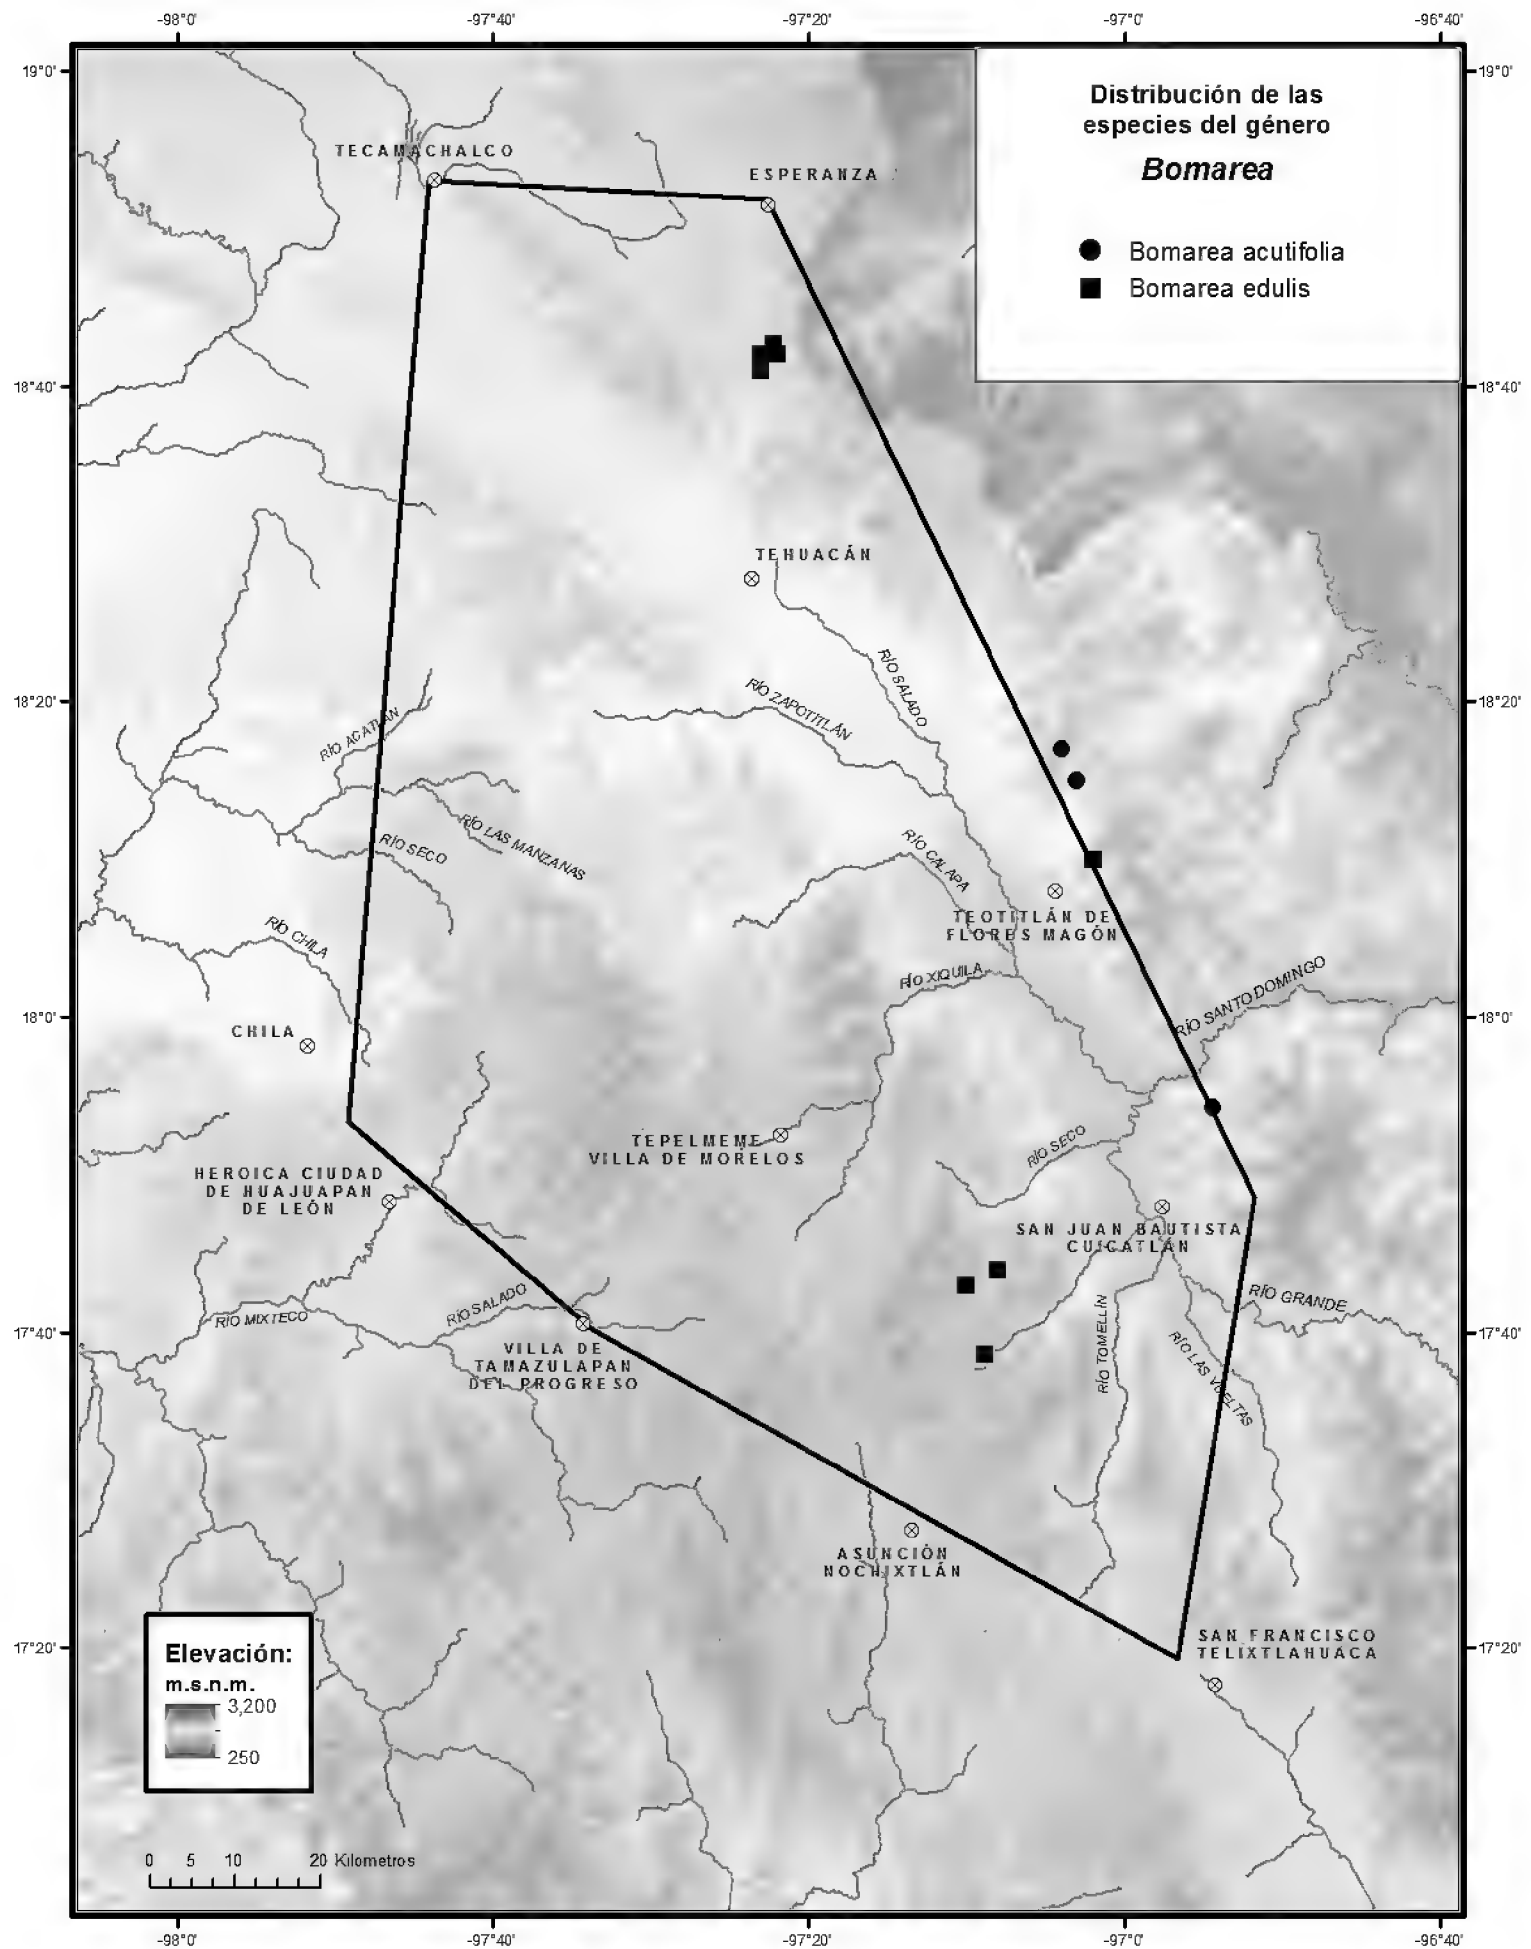 -98°0'
-97°40'
-97°20'
-97°0'
-96°40'
19°0'
19°0'
Distribución de las
especies del género
Bomarea
Bomarea acutifolia
Bomarea edulis
TECAMACHALCO
ESPERANZA
18°40'
18°40'
TEHUACÁN
RÍO SALADO
RÍO ZAPOTITLÁN
18°20'
18°20'
RÍO ACATLÁN
RÍO LAS MANZANAS
RÍO SECO
RÍO CALAPA
TEOTITLÁN DE
FLORES MAGÓN
RÍO CHILA
RÍO XIQUILA
RÍO SANTO DOMINGO
18°0'
18°0'
CHILA
TEPELMEME
VILLA DE MORELOS
RÍO SECO
HEROICA CIUDAD
DE HUAJUAPAN
DE LEÓN
SAN JUAN BAUTISTA
CUICATLÁN
RÍO GRANDE
RÍO SALADO
RÍO MIXTECO
17°40'
17°40'
RÍO TOMELLÍN
RÍO LAS VUELTAS
VILLA DE
TAMAZULAPAN
DEL PROGRESO
ASUNCIÓN
NOCHIXTLÁN
17°20'
17°20'
SAN FRANCISCO
TELIXTLAHUACA
Elevación:
m.s.n.m.
3,200
250
0 5 10 20 Kilometros
-98°0'
-97°40'
-97°20'
-97°0'
-96°40'